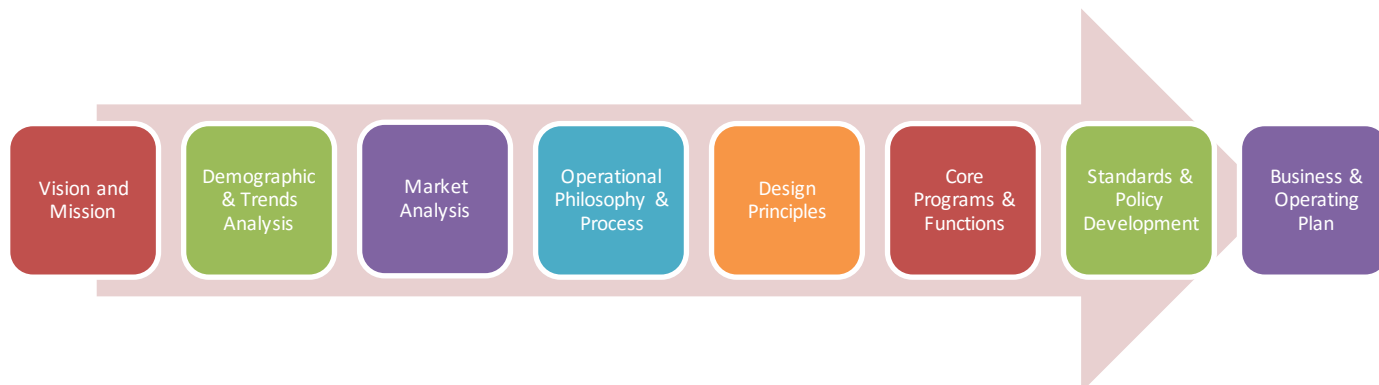 Vision and
Mission
Demographic
& Trends
Analysis
Market
Analysis
Operational
Philosophy &
Process
Design
Principles
Core
Programs &
Functions
Standards &
Policy
Development
Business &
Operating
Plan